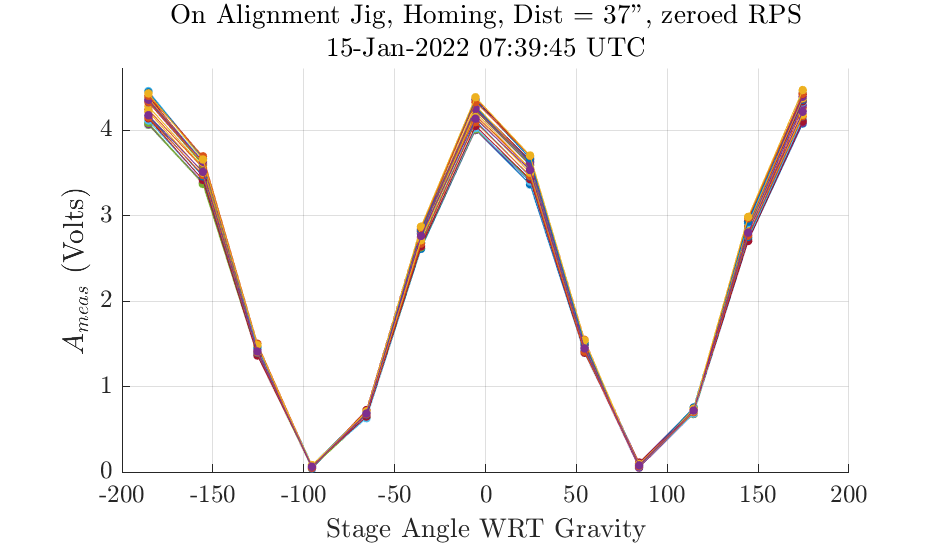 On Alignment Jig, Homing, Dist = 37”, zeroed RPS
15-Jan-2022 07:39:45 UTC
A_meas (Volts)
4
3
2
1
0
-200 -150 -100 -50 0 50 100 150 200
Stage Angle WRT Gravity